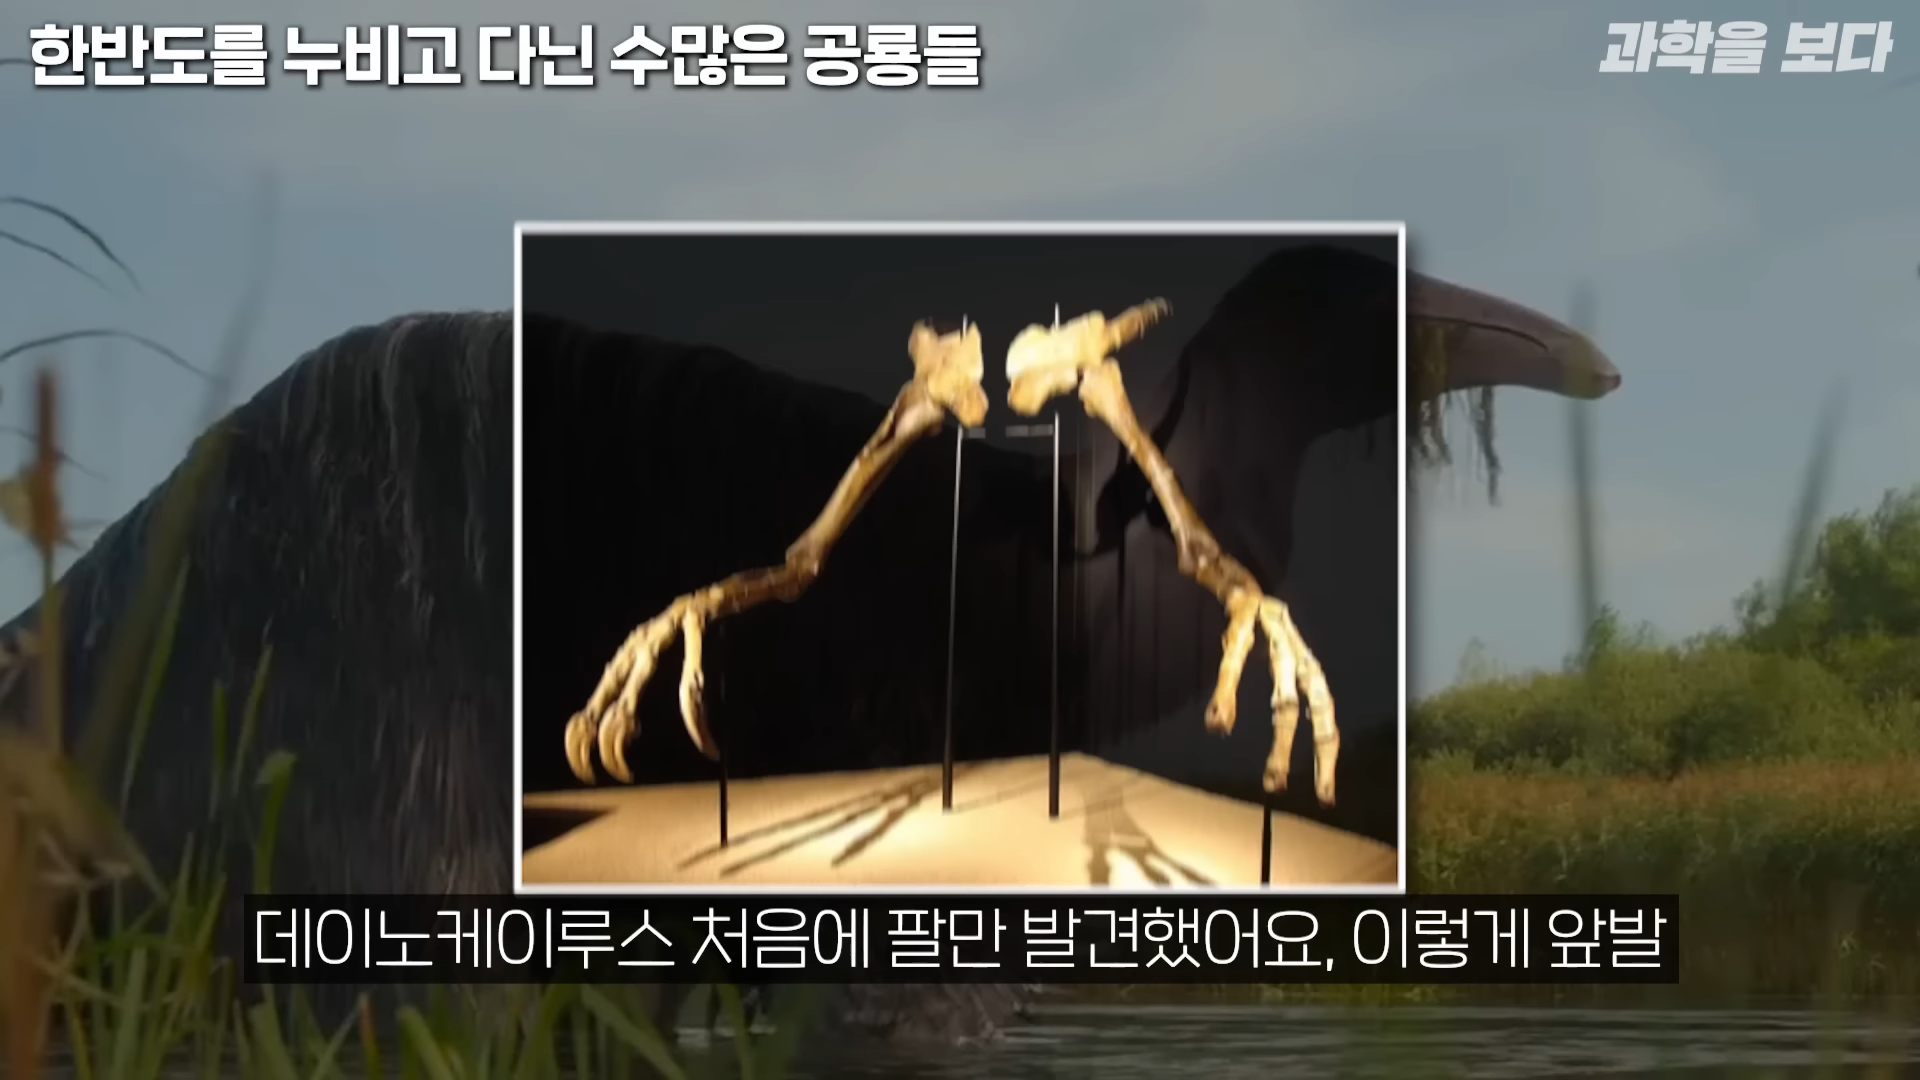 한반도를 누비고 다닌 수많은 공룡들
과학을 보다
데이노케이루스 처음에 팔만 발견했어요, 이렇게 앞발